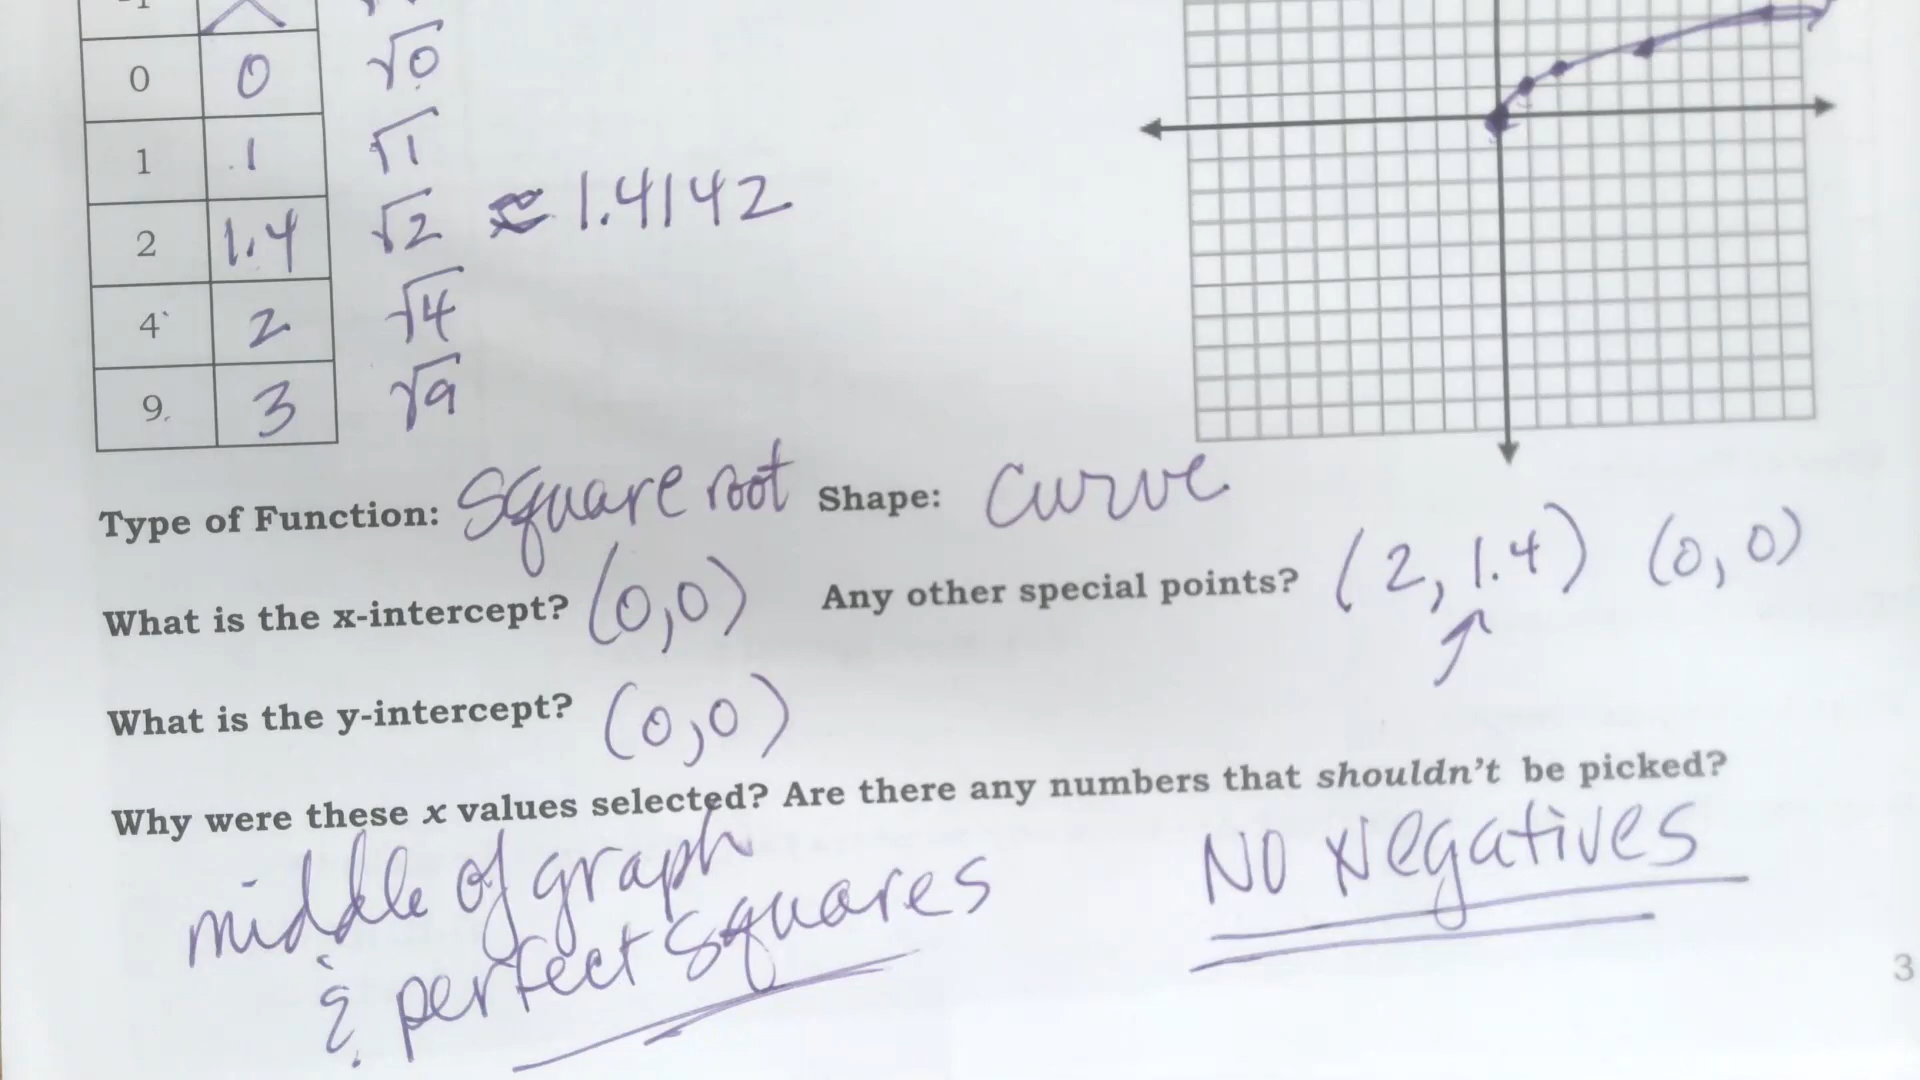 -1
0 0 √0
1 1 √1
2 1.4 √2 ≈ 1.4142
4 2 √4
9 3 √9
Type of Function: Square root Shape: Curve
What is the x-intercept? (0,0) Any other special points? (2, 1.4) (0, 0)
What is the y-intercept? (0,0)
Why were these x values selected? Are there any numbers that shouldn't be picked?
middle of graph NO Negatives
& perfect squares
3